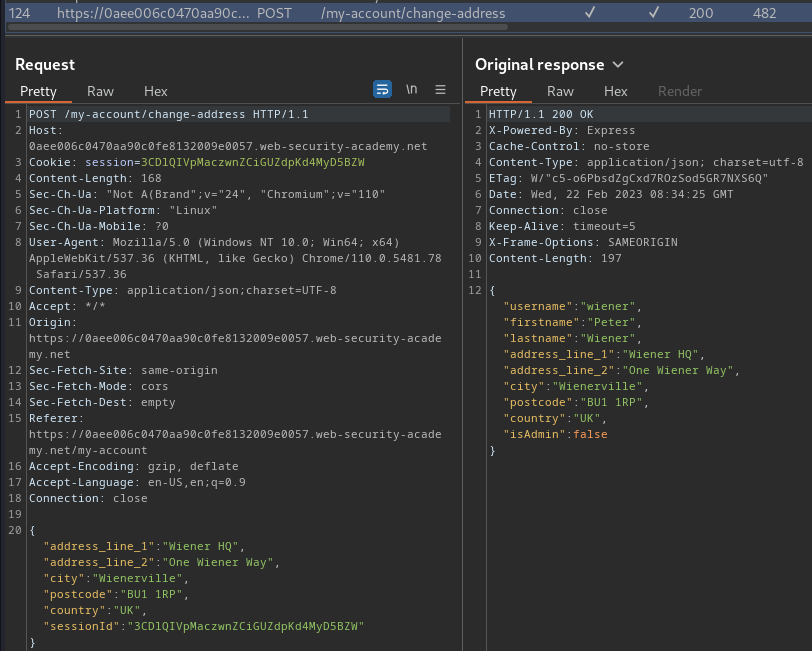 124 https://0aee006c0470aa90c... POST /my-account/change-address ✓ ✓ 200 482
Request
Pretty Raw Hex \n
1 POST /my-account/change-address HTTP/1.1
2 Host:
0aee006c0470aa90c0fe8132009e0057.web-security-academy.net
3 Cookie: session=3CD1QIVpMaczwnZCiGUZdpKd4MyD5BZW
4 Content-Length: 168
5 Sec-Ch-Ua: "Not A(Brand";v="24", "Chromium";v="110"
6 Sec-Ch-Ua-Platform: "Linux"
7 Sec-Ch-Ua-Mobile: ?0
8 User-Agent: Mozilla/5.0 (Windows NT 10.0; Win64; x64)
AppleWebKit/537.36 (KHTML, like Gecko) Chrome/110.0.5481.78
Safari/537.36
9 Content-Type: application/json;charset=UTF-8
10 Accept: */*
11 Origin:
https://0aee006c0470aa90c0fe8132009e0057.web-security-acade
my.net
12 Sec-Fetch-Site: same-origin
13 Sec-Fetch-Mode: cors
14 Sec-Fetch-Dest: empty
15 Referer:
https://0aee006c0470aa90c0fe8132009e0057.web-security-acade
my.net/my-account
16 Accept-Encoding: gzip, deflate
17 Accept-Language: en-US,en;q=0.9
18 Connection: close
19
20 {
"address_line_1":"Wiener HQ",
"address_line_2":"One Wiener Way",
"city":"Wienerville",
"postcode":"BU1 1RP",
"country":"UK",
"sessionId":"3CD1QIVpMaczwnZCiGUZdpKd4MyD5BZW"
}
Original response
Pretty Raw Hex Render
1 HTTP/1.1 200 OK
2 X-Powered-By: Express
3 Cache-Control: no-store
4 Content-Type: application/json; charset=utf-8
5 ETag: W/"c5-o6PbsdZgCxd7ROzSod5GR7NXS6Q"
6 Date: Wed, 22 Feb 2023 08:34:25 GMT
7 Connection: close
8 Keep-Alive: timeout=5
9 X-Frame-Options: SAMEORIGIN
10 Content-Length: 197
11
12 {
"username":"wiener",
"firstname":"Peter",
"lastname":"Wiener",
"address_line_1":"Wiener HQ",
"address_line_2":"One Wiener Way",
"city":"Wienerville",
"postcode":"BU1 1RP",
"country":"UK",
"isAdmin":false
}